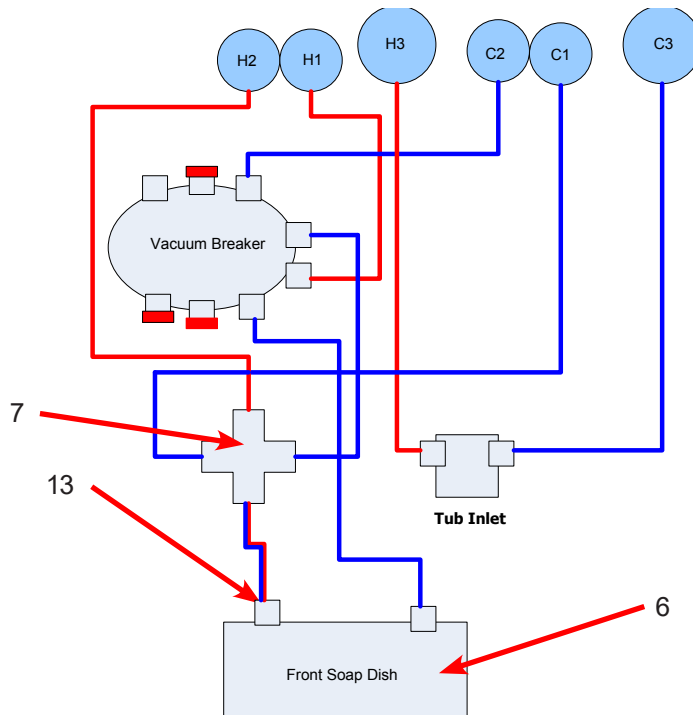 H2
H1
H3
C2
C1
C3
Vacuum Breaker
7
13
Tub Inlet
6
Front Soap Dish